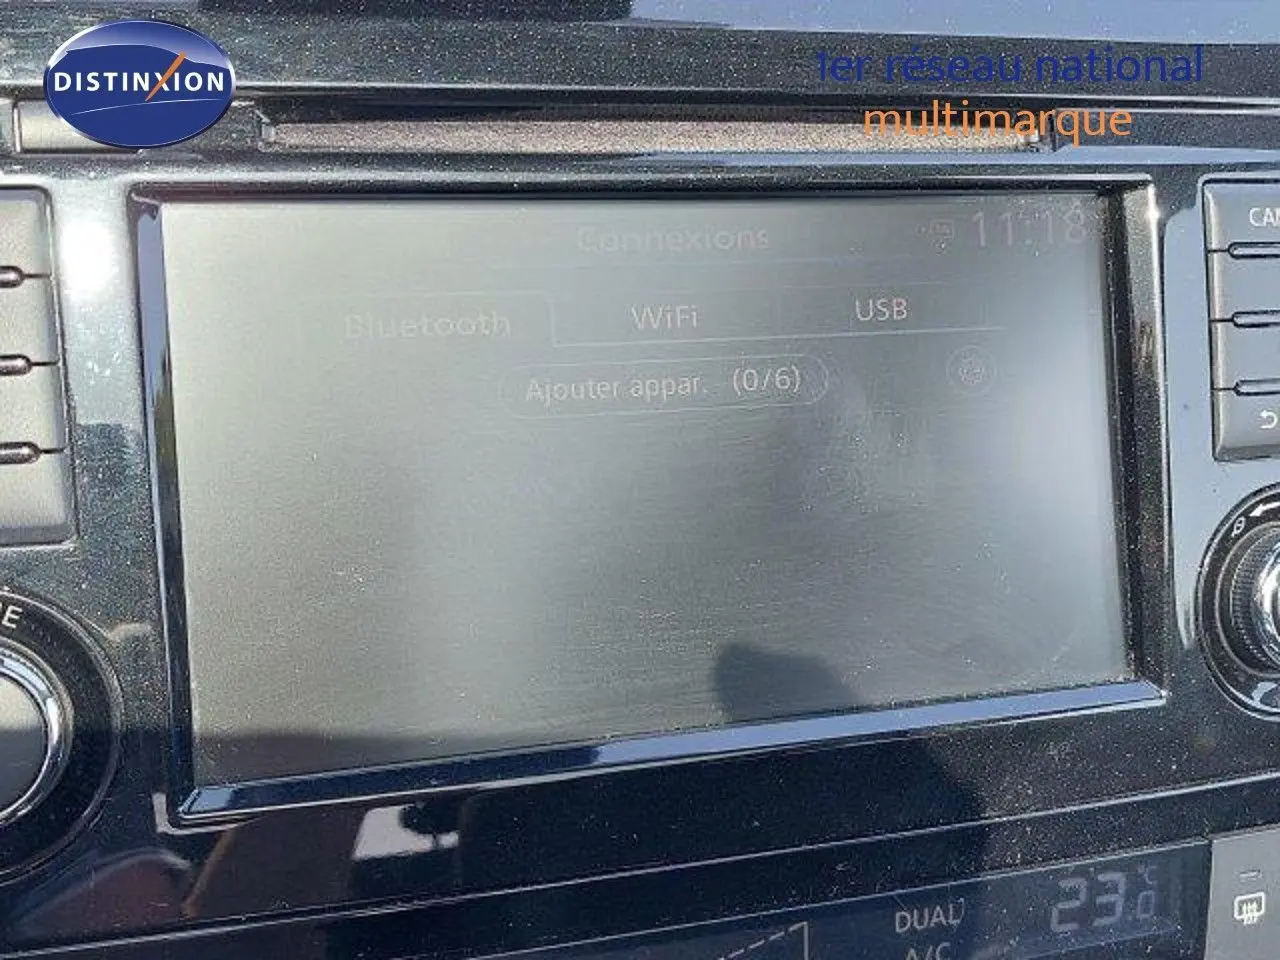 DISTINXION
1er réseau national
multimarque
Connexions 11:18
Bluetooth WiFi USB
Ajouter appar. (0/6)
DUAL 23.0 °C
A/C